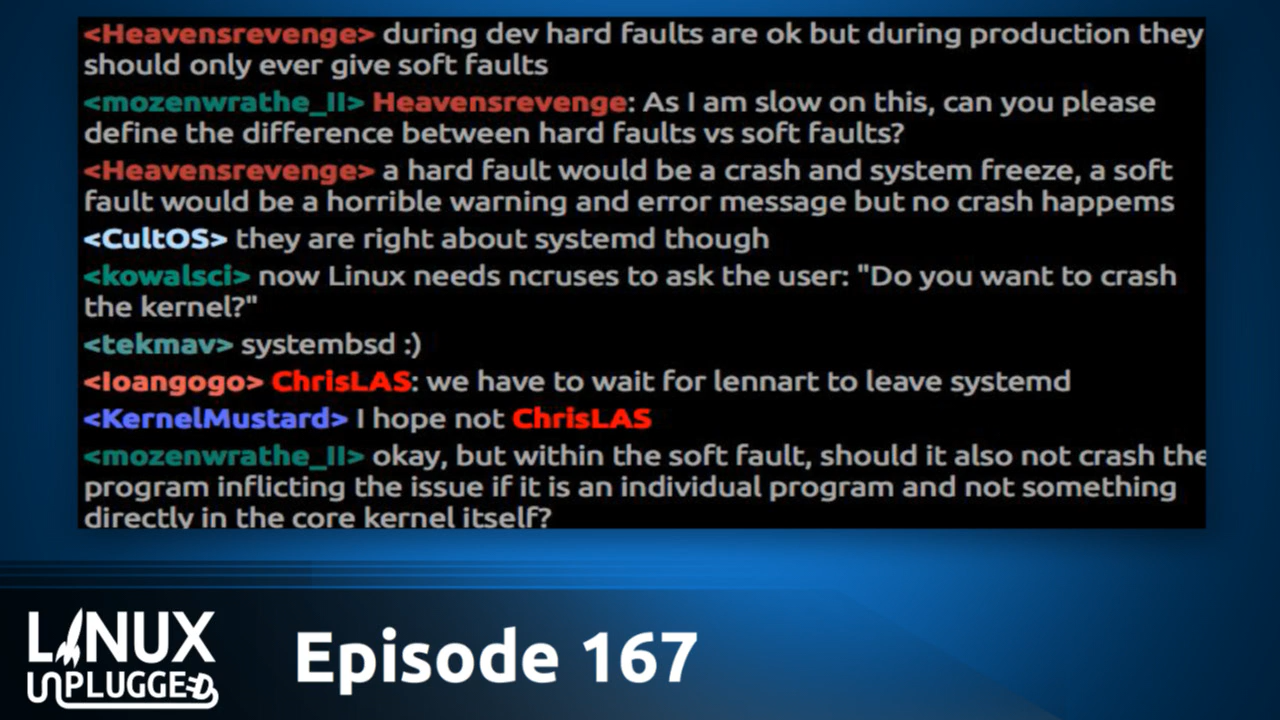 <Heavensrevenge> during dev hard faults are ok but during production they
should only ever give soft faults
<mozenwrathe_II> Heavensrevenge: As I am slow on this, can you please
define the difference between hard faults vs soft faults?
<Heavensrevenge> a hard fault would be a crash and system freeze, a soft
fault would be a horrible warning and error message but no crash happems
<CultOS> they are right about systemd though
<kowalsci> now Linux needs ncruses to ask the user: "Do you want to crash
the kernel?"
<tekmav> systembsd :)
<loangogo> ChrisLAS: we have to wait for lennart to leave systemd
<KernelMustard> I hope not ChrisLAS
<mozenwrathe_II> okay, but within the soft fault, should it also not crash the
program inflicting the issue if it is an individual program and not something
directly in the core kernel itself?
LINUX
UNPLUGGED
Episode 167